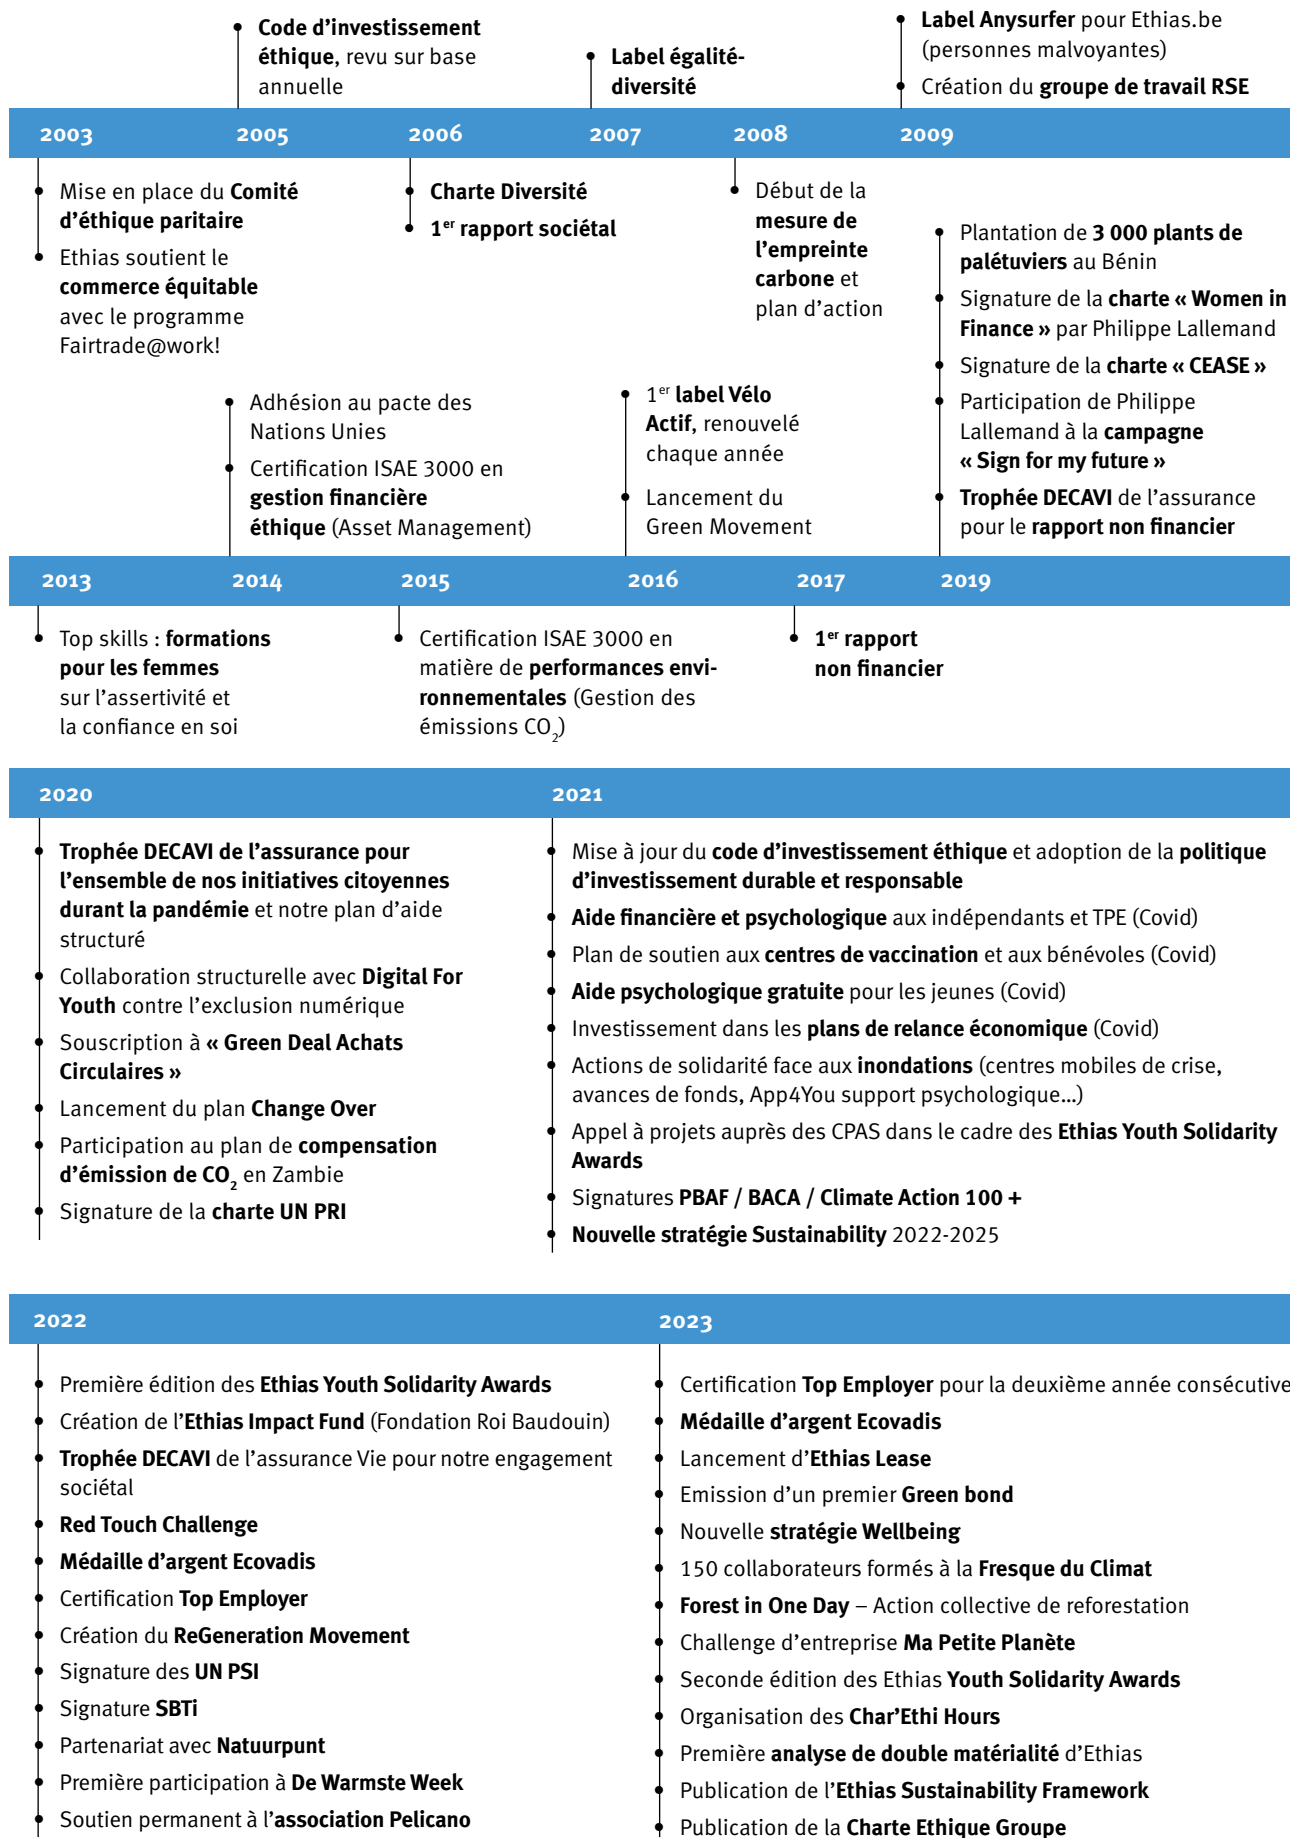 Code d’investissement
éthique, revu sur base
annuelle
Label égalité-
diversité
Label Anysurfer pour Ethias.be
(personnes malvoyantes)
Création du groupe de travail RSE
2003 2005 2006 2007 2008 2009
Mise en place du Comité
d’éthique paritaire
Ethias soutient le
commerce équitable
avec le programme
Fairtrade@work!
Charte Diversité
1er rapport sociétal
Début de la
mesure de
l’empreinte
carbone et
plan d’action
Adhésion au pacte des
Nations Unies
Certification ISAE 3000 en
gestion financière
éthique (Asset Management)
1er label Vélo
Actif, renouvelé
chaque année
Lancement du
Green Movement
Plantation de 3 000 plants de
palétuviers au Bénin
Signature de la charte « Women in
Finance » par Philippe Lallemand
Signature de la charte « CEASE »
Participation de Philippe
Lallemand à la campagne
« Sign for my future »
Trophée DECAVI de l’assurance
pour le rapport non financier
2013 2014 2015 2016 2017 2019
Top skills : formations
pour les femmes
sur l’assertivité et
la confiance en soi
Certification ISAE 3000 en
matière de performances envi-
ronnementales (Gestion des
émissions CO2)
1er rapport
non financier
2020 2021
Trophée DECAVI de l’assurance pour
l’ensemble de nos initiatives citoyennes
durant la pandémie et notre plan d’aide
structuré
Collaboration structurelle avec Digital For
Youth contre l’exclusion numérique
Souscription à « Green Deal Achats
Circulaires »
Lancement du plan Change Over
Participation au plan de compensation
d’émission de CO2 en Zambie
Signature de la charte UN PRI
Mise à jour du code d’investissement éthique et adoption de la politique
d’investissement durable et responsable
Aide financière et psychologique aux indépendants et TPE (Covid)
Plan de soutien aux centres de vaccination et aux bénévoles (Covid)
Aide psychologique gratuite pour les jeunes (Covid)
Investissement dans les plans de relance économique (Covid)
Actions de solidarité face aux inondations (centres mobiles de crise,
avances de fonds, App4You support psychologique…)
Appel à projets auprès des CPAS dans le cadre des Ethias Youth Solidarity
Awards
Signatures PBAF / BACA / Climate Action 100 +
Nouvelle stratégie Sustainability 2022-2025
2022 2023
Première édition des Ethias Youth Solidarity Awards
Création de l’Ethias Impact Fund (Fondation Roi Baudouin)
Trophée DECAVI de l’assurance Vie pour notre engagement
sociétal
Red Touch Challenge
Médaille d’argent Ecovadis
Certification Top Employer
Création du ReGeneration Movement
Signature des UN PSI
Signature SBTi
Partenariat avec Natuurpunt
Première participation à De Warmste Week
Soutien permanent à l’association Pelicano
Certification Top Employer pour la deuxième année consécutive
Médaille d’argent Ecovadis
Lancement d’Ethias Lease
Emission d’un premier Green bond
Nouvelle stratégie Wellbeing
150 collaborateurs formés à la Fresque du Climat
Forest in One Day – Action collective de reforestation
Challenge d’entreprise Ma Petite Planète
Seconde édition des Ethias Youth Solidarity Awards
Organisation des Char’Ethi Hours
Première analyse de double matérialité d’Ethias
Publication de l’Ethias Sustainability Framework
Publication de la Charte Ethique Groupe